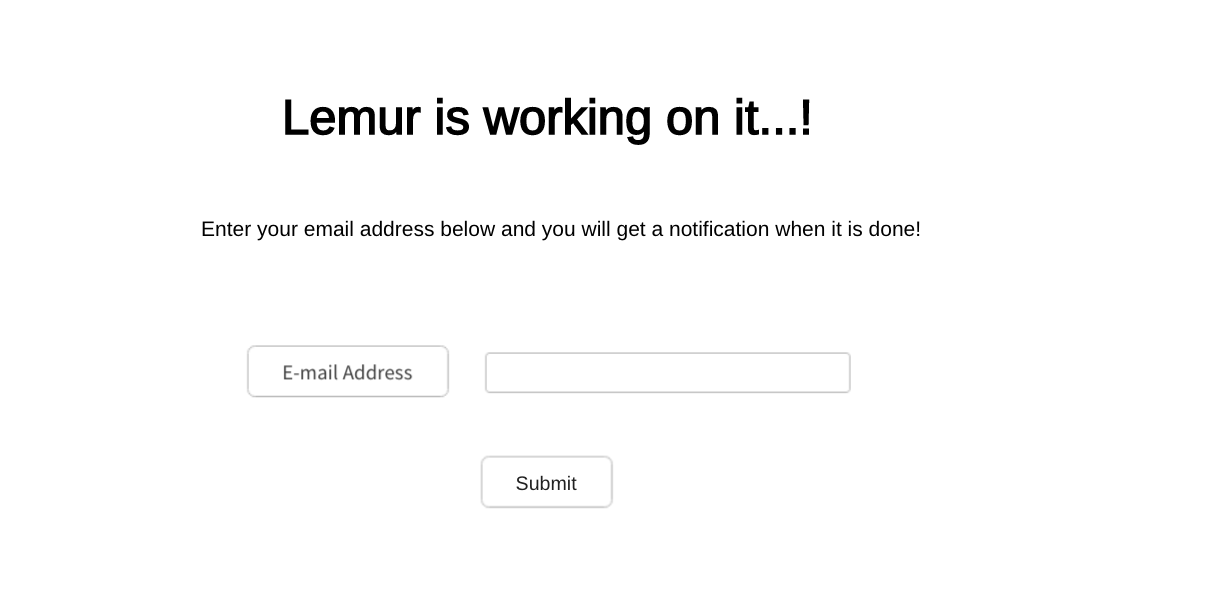 Lemur is working on it...!
Enter your email address below and you will get a notification when it is done!
E-mail Address
Submit